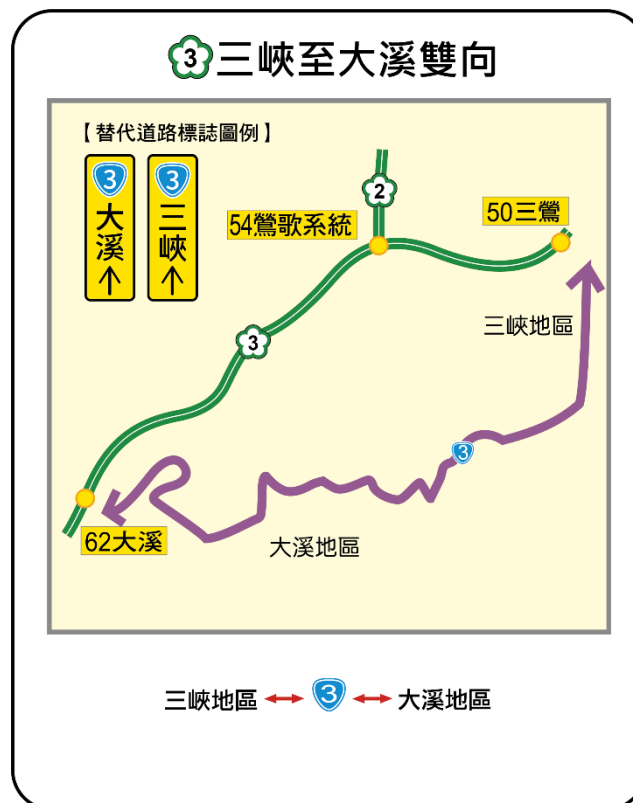 3三峽至大溪雙向
【替代道路標誌圖例】
3
大溪
↑
3
三峽
↑
2
54鶯歌系統
50三鶯
三峽地區
3
3
62大溪
大溪地區
三峽地區 ↔ 3 ↔ 大溪地區